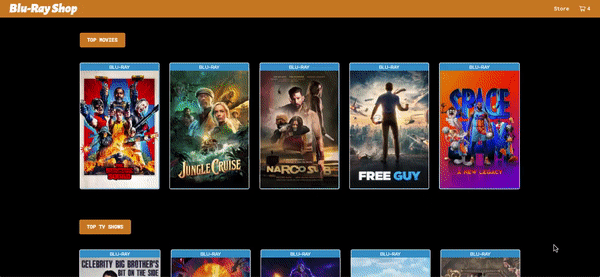 Blu-Ray Shop
Store
4
TOP MOVIES
BLU-RAY
BLU-RAY
BLU-RAY
BLU-RAY
BLU-RAY
JUNGLE CRUISE
NARCO SUB
FREE GUY
SPACE
A NEW LEGACY
TOP TV SHOWS
BLU-RAY
BLU-RAY
BLU-RAY
BLU-RAY
BLU-RAY
CELEBRITY BIG BROTHER'S
BIT ON THE SIDE